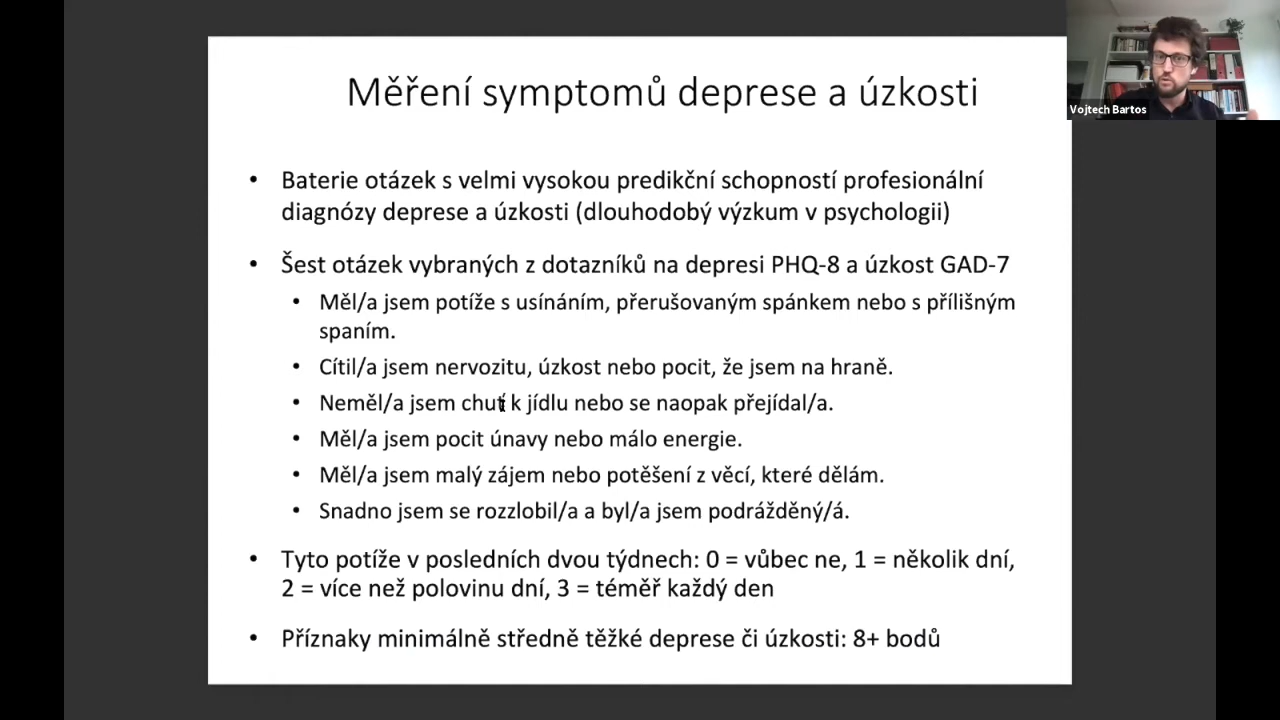 Měření symptomů deprese a úzkosti
Vojtech Bartos
• Baterie otázek s velmi vysokou predikční schopností profesionální
diagnózy deprese a úzkosti (dlouhodobý výzkum v psychologii)
• Šest otázek vybraných z dotazníků na depresi PHQ-8 a úzkost GAD-7
• Měl/a jsem potíže s usínáním, přerušovaným spánkem nebo s přílišným
spaním.
• Cítil/a jsem nervozitu, úzkost nebo pocit, že jsem na hraně.
• Neměl/a jsem chuť k jídlu nebo se naopak přejídal/a.
• Měl/a jsem pocit únavy nebo málo energie.
• Měl/a jsem malý zájem nebo potěšení z věcí, které dělám.
• Snadno jsem se rozzlobil/a a byl/a jsem podrážděný/á.
• Tyto potíže v posledních dvou týdnech: 0 = vůbec ne, 1 = několik dní,
2 = více než polovinu dní, 3 = téměř každý den
• Příznaky minimálně středně těžké deprese či úzkosti: 8+ bodů